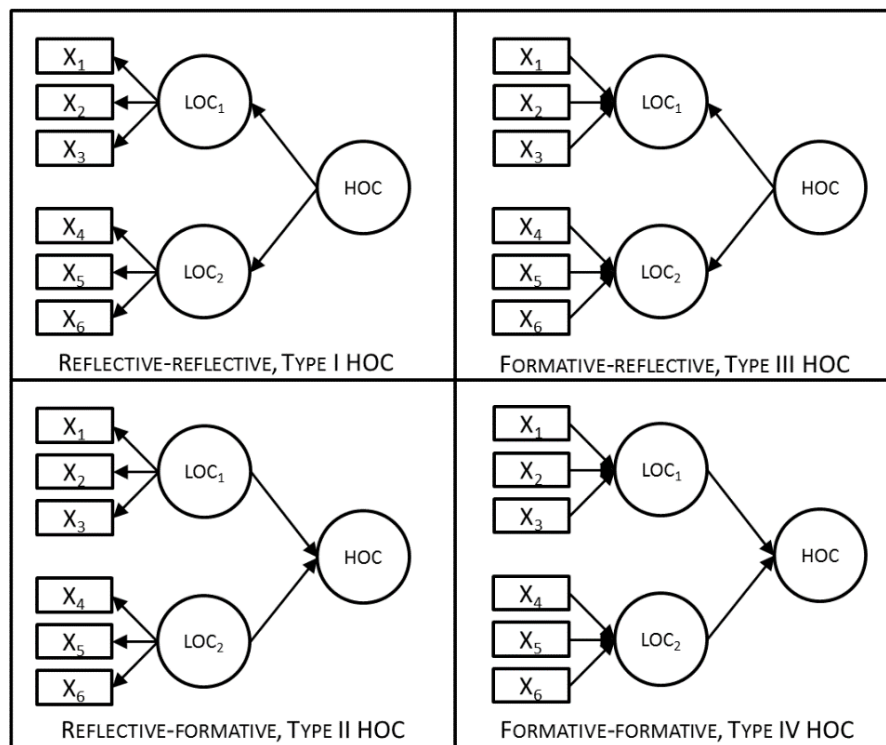 X₁
X₂
X₃
LOC₁
HOC
X₄
X₅
X₆
LOC₂
REFLECTIVE-REFLECTIVE, TYPE I HOC
X₁
X₂
X₃
LOC₁
HOC
X₄
X₅
X₆
LOC₂
FORMATIVE-REFLECTIVE, TYPE III HOC
X₁
X₂
X₃
LOC₁
HOC
X₄
X₅
X₆
LOC₂
REFLECTIVE-FORMATIVE, TYPE II HOC
X₁
X₂
X₃
LOC₁
HOC
X₄
X₅
X₆
LOC₂
FORMATIVE-FORMATIVE, TYPE IV HOC